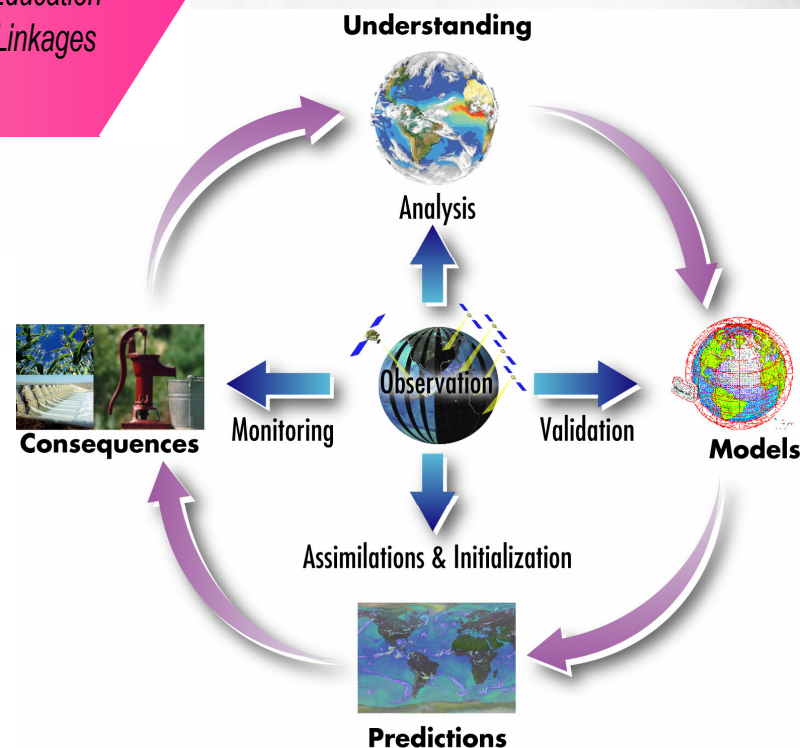 Linkages
Understanding
Analysis
Observation
Consequences
Monitoring
Validation
Models
Assimilations & Initialization
Predictions